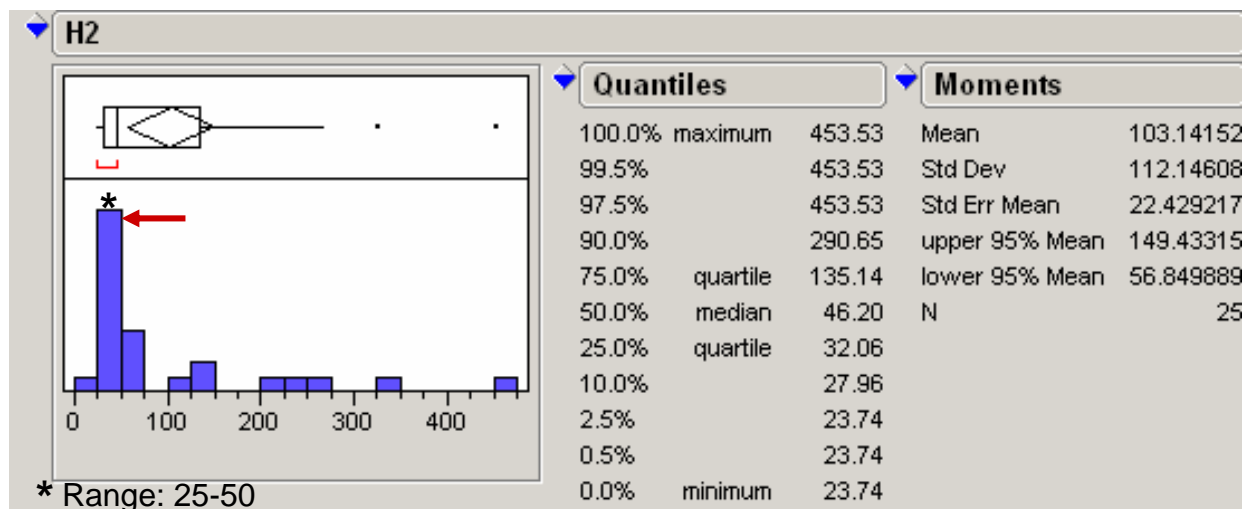 H2
*
0 100 200 300 400
* Range: 25-50
Quantiles
100.0% maximum 453.53
99.5% 453.53
97.5% 453.53
90.0% 290.65
75.0% quartile 135.14
50.0% median 46.20
25.0% quartile 32.06
10.0% 27.96
2.5% 23.74
0.5% 23.74
0.0% minimum 23.74
Moments
Mean 103.14152
Std Dev 112.14608
Std Err Mean 22.429217
upper 95% Mean 149.43315
lower 95% Mean 56.849889
N 25